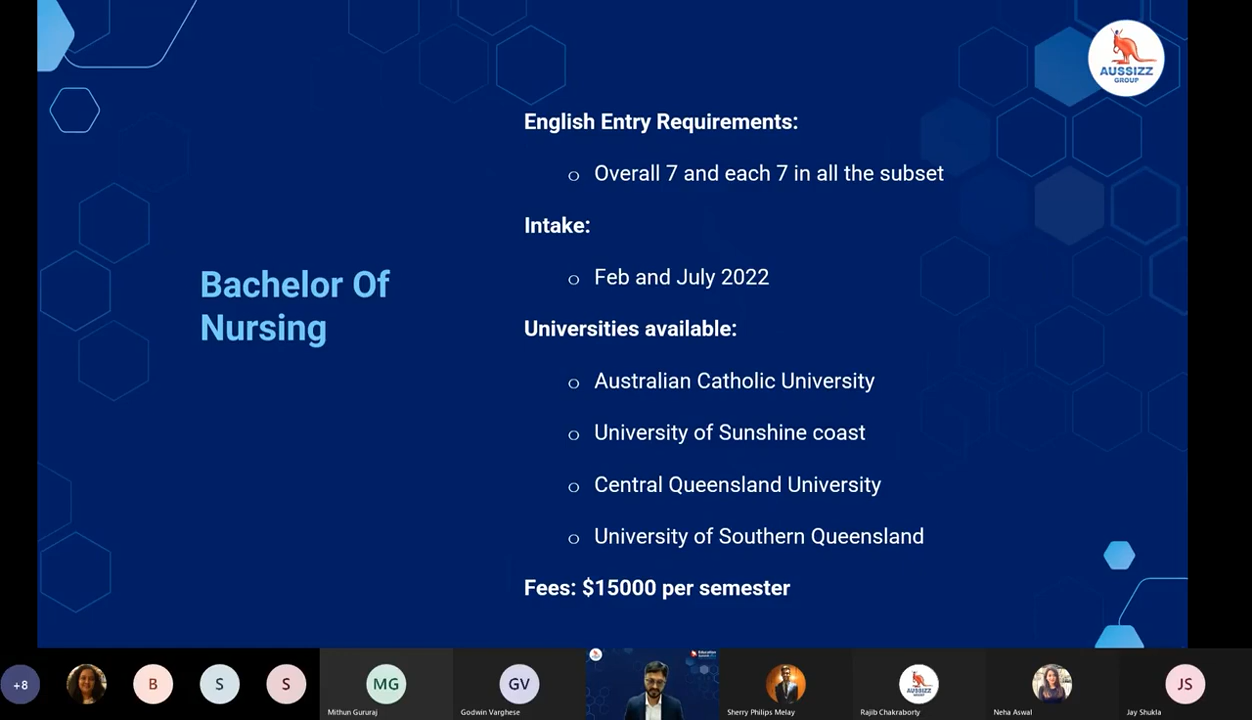 AUSSIZZ
GROUP
English Entry Requirements:
Overall 7 and each 7 in all the subset
Intake:
Feb and July 2022
Bachelor Of
Nursing
Universities available:
Australian Catholic University
University of Sunshine coast
Central Queensland University
University of Southern Queensland
Fees: $15000 per semester
+8
B
S
S
MG
Mithun Gururaj
GV
Godwin Varghese
Sherry Philips Melay
AUSSIZZ
Rajib Chakraborty
Neha Aswal
JS
Jay Shukla